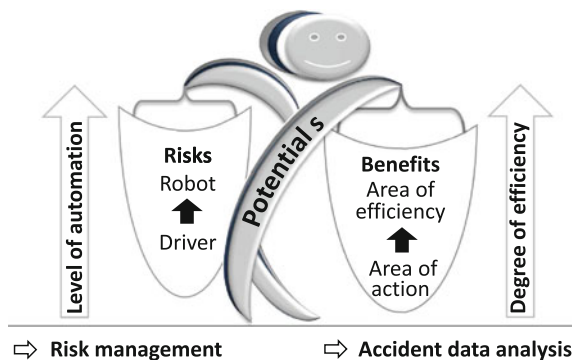 Level of automation
Risks
Robot
Driver
Potentials
Benefits
Area of
efficiency
Area of
action
Degree of efficiency
⇨ Risk management
⇨ Accident data analysis